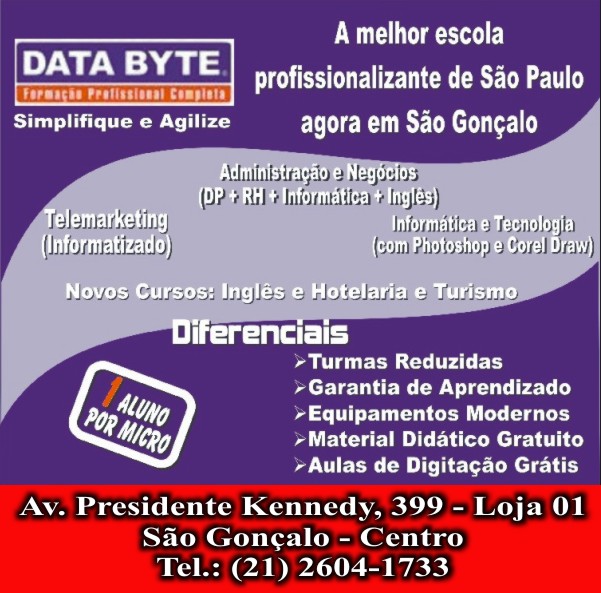 DATA BYTE®
Formação Profissional Completa
Simplifique e Agilize
A melhor escola
profissionalizante de São Paulo
agora em São Gonçalo
Administração e Negócios
(DP + RH + Informática + Inglês)
Telemarketing
(Informatizado)
Informática e Tecnologia
(com Photoshop e Corel Draw)
Novos Cursos: Inglês e Hotelaria e Turismo
Diferenciais
1 ALUNO
POR MICRO
➢Turmas Reduzidas
➢Garantia de Aprendizado
➢Equipamentos Modernos
➢Material Didático Gratuito
➢Aulas de Digitação Grátis
Av. Presidente Kennedy, 399 - Loja 01
São Gonçalo - Centro
Tel.: (21) 2604-1733